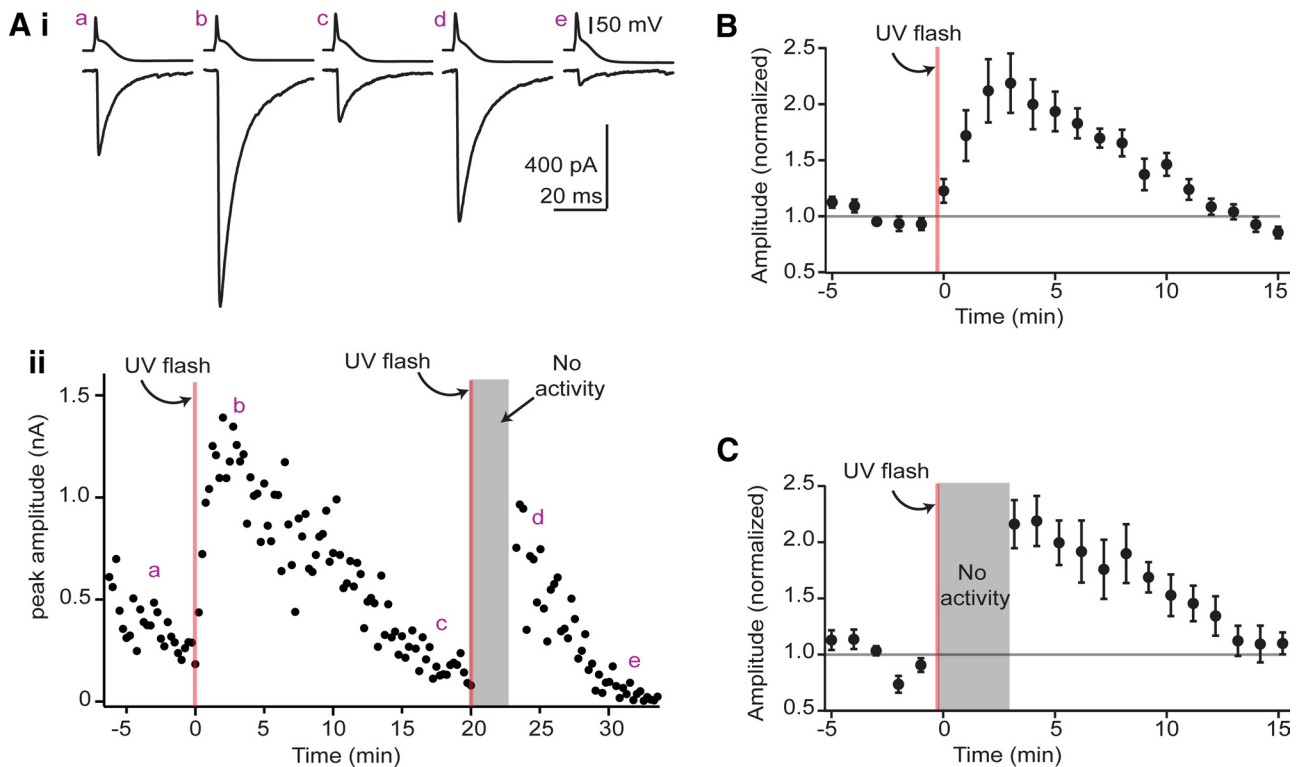 A i
a
b
c
d
e
50 mV
400 pA
20 ms
ii
UV flash
UV flash
No
activity
a
b
c
d
e
peak amplitude (nA)
1.5
1.0
0.5
0
-5
0
5
10
15
20
25
30
Time (min)
B
UV flash
Amplitude (normalized)
2.5
2.0
1.5
1.0
0.5
-5
0
5
10
15
Time (min)
C
UV flash
No
activity
Amplitude (normalized)
2.5
2.0
1.5
1.0
0.5
-5
0
5
10
15
Time (min)